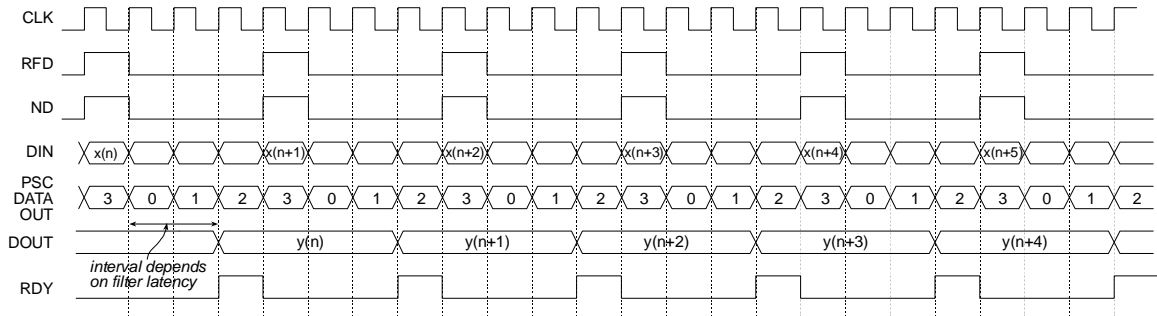 CLK
RFD
ND
DIN x(n) x(n+1) x(n+2) x(n+3) x(n+4) x(n+5)
PSC
DATA
OUT
3 0 1 2 3 0 1 2 3 0 1 2 3 0 1 2 3 0 1 2 3 0 1 2
DOUT y(n) y(n+1) y(n+2) y(n+3) y(n+4)
interval depends
on filter latency
RDY